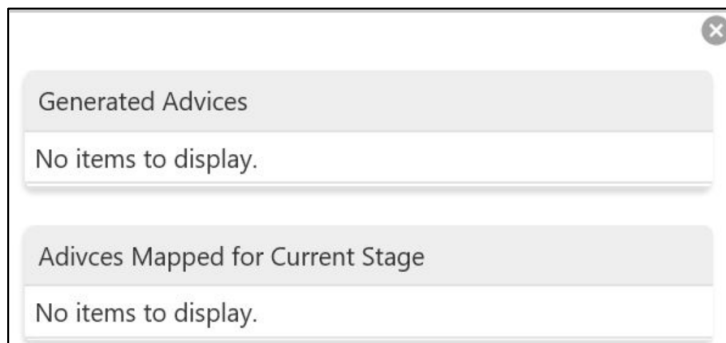 Generated Advices
No items to display.
Adivces Mapped for Current Stage
No items to display.